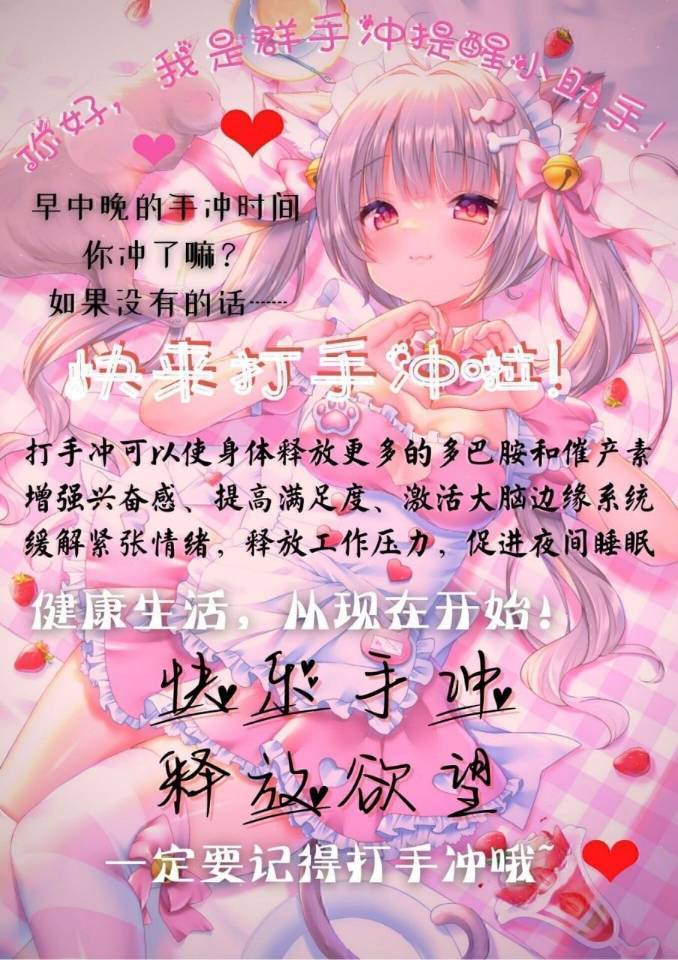 你好，我是群手冲提醒小助手！
早中晚的手冲时间
你冲了嘛？
如果没有的话……
快来打手冲啦！
打手冲可以使身体释放更多的多巴胺和催产素
增强兴奋感、提高满足度、激活大脑边缘系统
缓解紧张情绪，释放工作压力，促进夜间睡眠
健康生活，从现在开始！
快乐手冲
释放欲望
一定要记得打手冲哦~